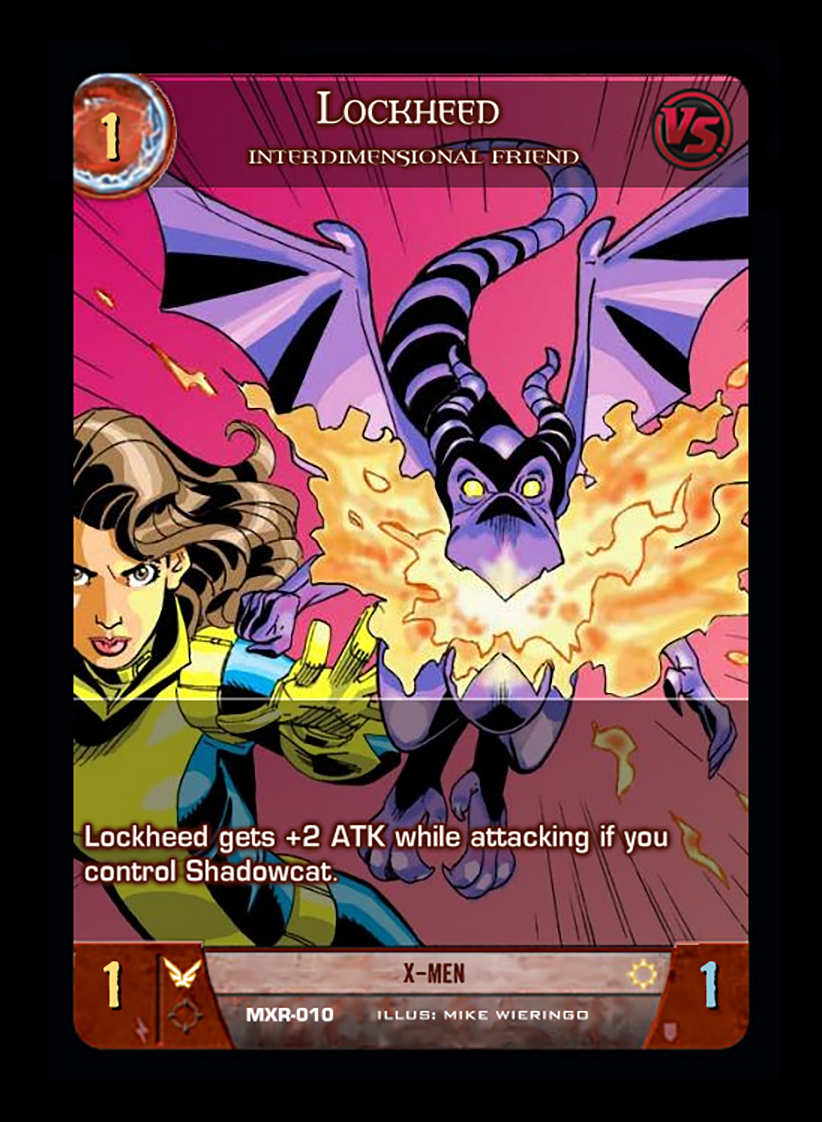 1
Lockheed
INTERDIMENSIONAL FRIEND
VS.
Lockheed gets +2 ATK while attacking if you
control Shadowcat.
1
X-MEN
1
MXR-010 ILLUS: MIKE WIERINGO